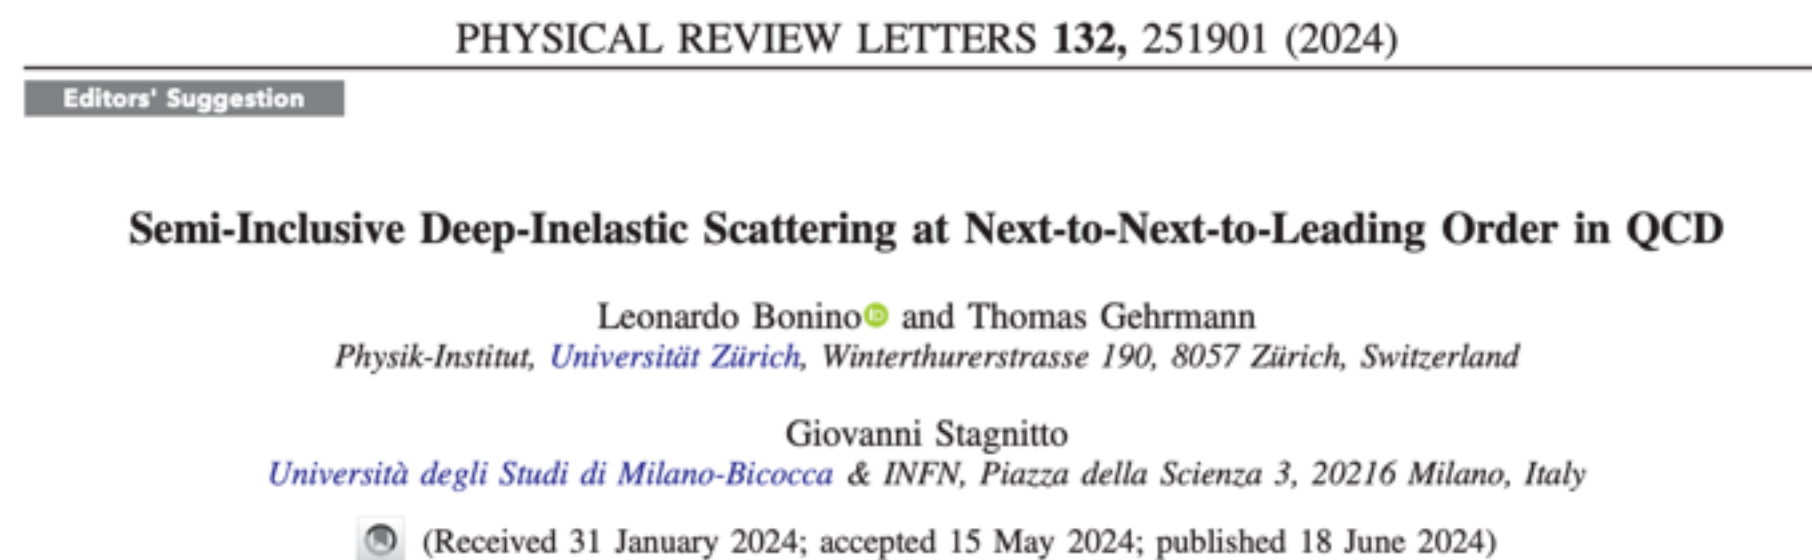 PHYSICAL REVIEW LETTERS 132, 251901 (2024)
Editors' Suggestion
Semi-Inclusive Deep-Inelastic Scattering at Next-to-Next-to-Leading Order in QCD
Leonardo Bonino and Thomas Gehrmann
Physik-Institut, Universität Zürich, Winterthurerstrasse 190, 8057 Zürich, Switzerland
Giovanni Stagnitto
Università degli Studi di Milano-Bicocca & INFN, Piazza della Scienza 3, 20216 Milano, Italy
(Received 31 January 2024; accepted 15 May 2024; published 18 June 2024)